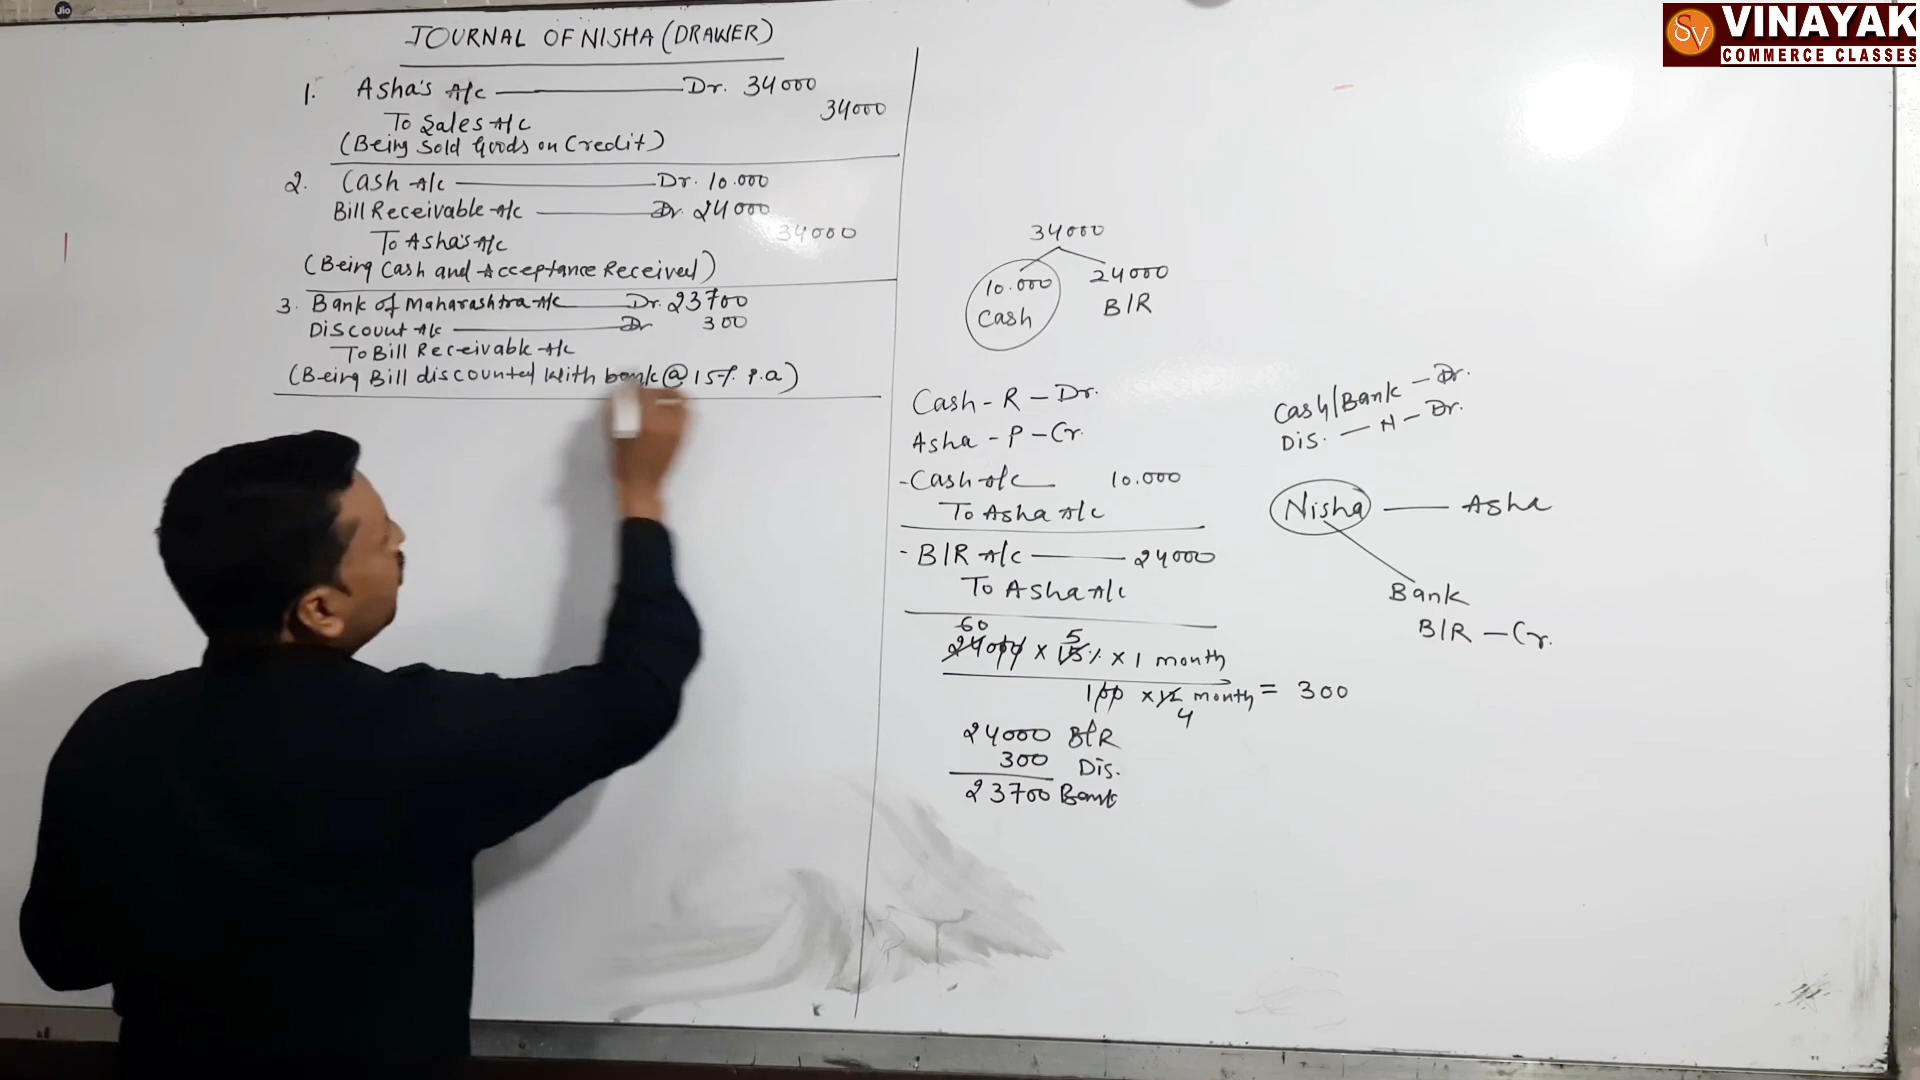 Jio
SV VINAYAK
COMMERCE CLASSES
JOURNAL OF NISHA (DRAWER)
1. Asha's A/c ——— Dr. 34000
34000
To Sales A/c
(Being Sold Goods on Credit)
2. Cash A/c ——— Dr. 10.000
Bill Receivable A/c ——— Dr. 24000
34000
To Asha's A/c
(Being Cash and Acceptance Received)
3. Bank of Maharashtra A/c ——— Dr. 23700
Discount A/c ——— Dr 300
To Bill Receivable A/c
(Being Bill discounted with bank @ 15% P.a)
34000
10.000 24000
Cash B/R
Cash - R - Dr.
Asha - P - Cr.
- Cash A/c ——— 10.000
To Asha A/c
- B/R A/c ——— 24000
To Asha A/c
60 5
24000 x 15% x 1 month
100 x 12 month = 300
4
24000 B/R
300 Dis.
23700 Bank
Cash/Bank - Dr.
Dis. - N - Dr.
Nisha ——— Asha
Bank
B/R - Cr.